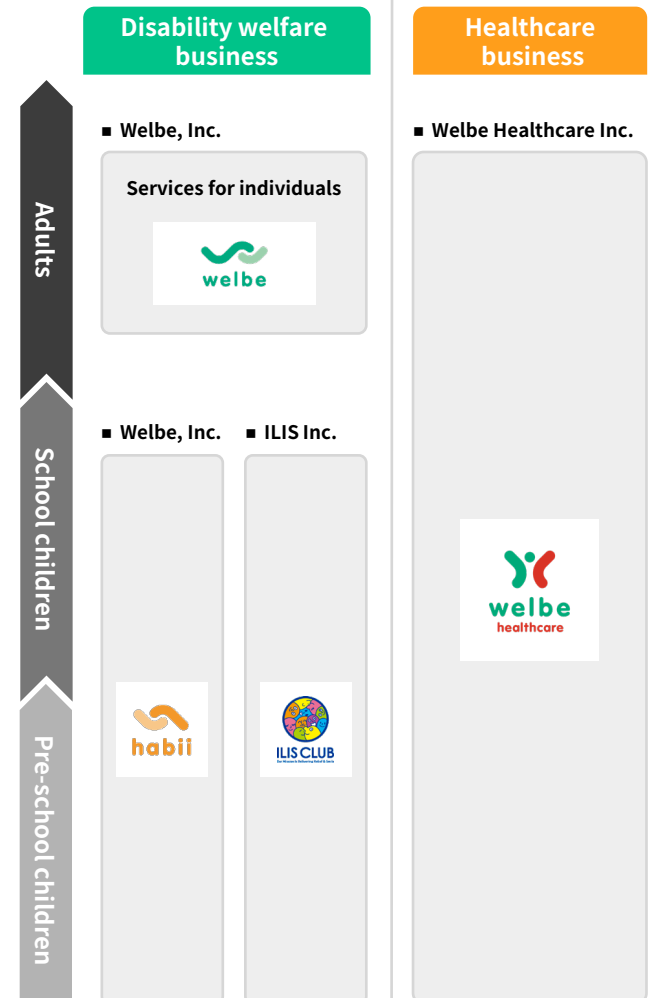 Disability welfare
business
Healthcare
business
Adults
School children
Pre-school children
■ Welbe, Inc.
Services for individuals
welbe
■ Welbe, Inc.
habii
■ ILIS Inc.
ILIS CLUB
■ Welbe Healthcare Inc.
welbe
healthcare